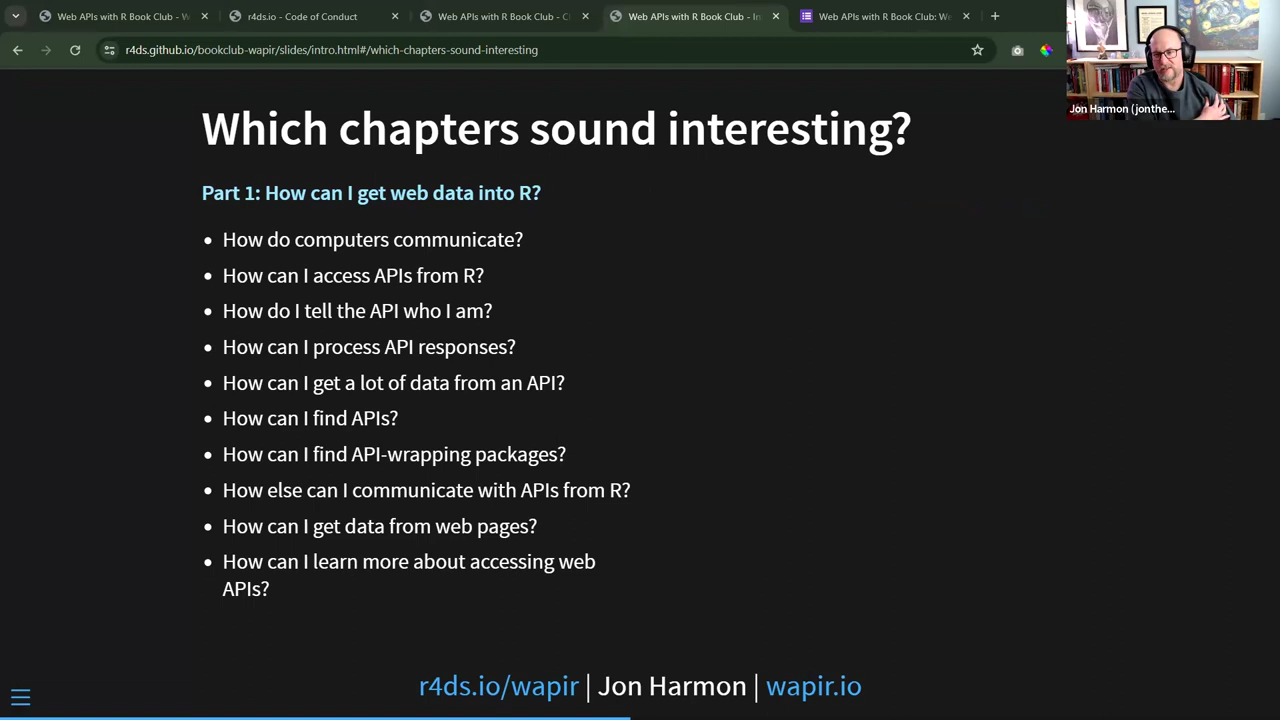 Web APIs with R Book Club - W
r4ds.io - Code of Conduct
Web APIs with R Book Club - C
Web APIs with R Book Club - In
Web APIs with R Book Club: We
r4ds.github.io/bookclub-wapir/slides/intro.html#/which-chapters-sound-interesting
Jon Harmon (jonthe...
Which chapters sound interesting?
Part 1: How can I get web data into R?
• How do computers communicate?
• How can I access APIs from R?
• How do I tell the API who I am?
• How can I process API responses?
• How can I get a lot of data from an API?
• How can I find APIs?
• How can I find API-wrapping packages?
• How else can I communicate with APIs from R?
• How can I get data from web pages?
• How can I learn more about accessing web
APIs?
r4ds.io/wapir | Jon Harmon | wapir.io